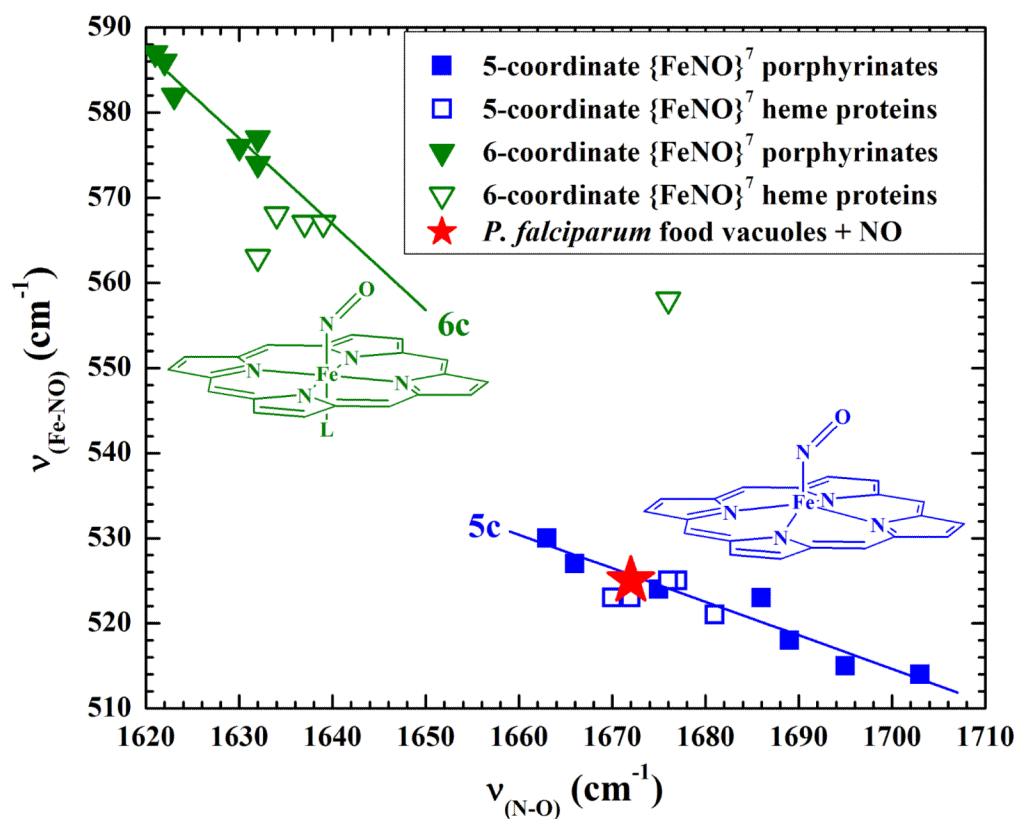 590
580
570
560
550
540
530
520
510
ν(Fe-NO) (cm-1)
5-coordinate {FeNO}7 porphyrinates
5-coordinate {FeNO}7 heme proteins
6-coordinate {FeNO}7 porphyrinates
6-coordinate {FeNO}7 heme proteins
P. falciparum food vacuoles + NO
6c
O
N
N
N
Fe
N
N
L
5c
O
N
Fe
N
N
N
N
1620 1630 1640 1650 1660 1670 1680 1690 1700 1710
ν(N-O) (cm-1)